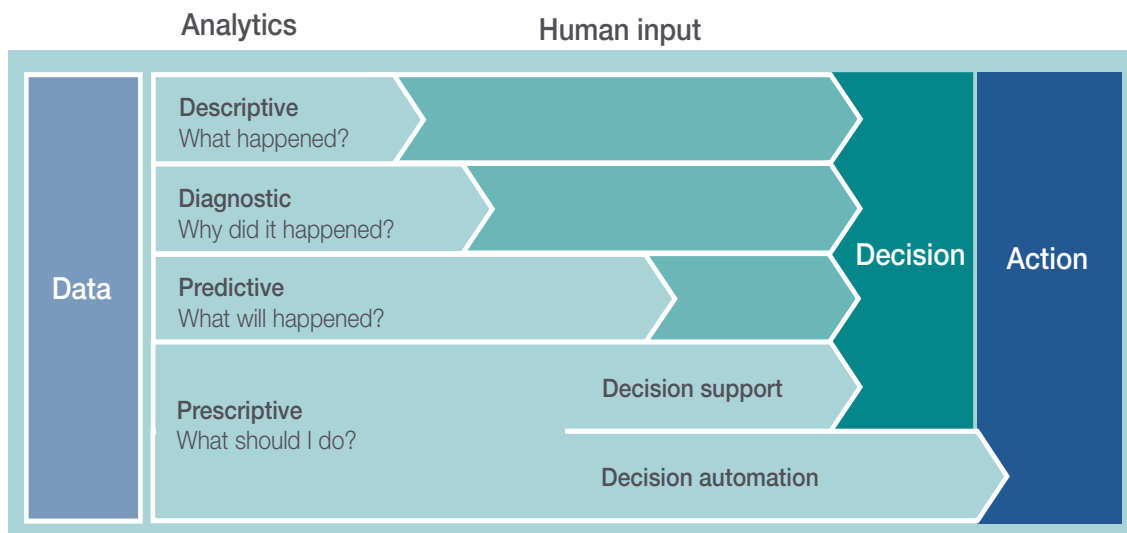 Analytics
Human input
Data
Descriptive
What happened?
Diagnostic
Why did it happened?
Predictive
What will happened?
Prescriptive
What should I do?
Decision support
Decision automation
Decision
Action